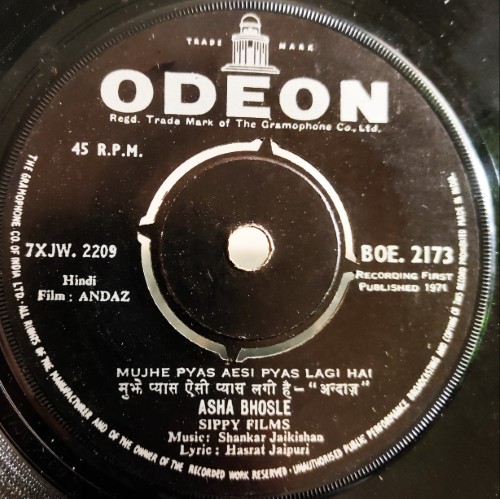 TRADE MARK
ODEON
Regd. Trade Mark of The Gramophone Co., Ltd.
45 R.P.M.
7XJW. 2209
BOE. 2173
Hindi
Film : ANDAZ
RECORDING FIRST
PUBLISHED 1971
MUJHE PYAS AESI PYAS LAGI HAI
मुझे प्यास ऐसी प्यास लगी है – "अन्दाज़"
ASHA BHOSLE
SIPPY FILMS
Music: Shankar Jaikishan
Lyric: Hasrat Jaipuri
THE GRAMOPHONE CO. OF INDIA, LTD. ALL RIGHTS OF THE MANUFACTURER AND OF THE OWNER OF THE RECORDED WORK RESERVED · UNAUTHORISED PUBLIC PERFORMANCE BROADCASTING AND COPYING OF THIS RECORD PROHIBITED MADE IN INDIA.